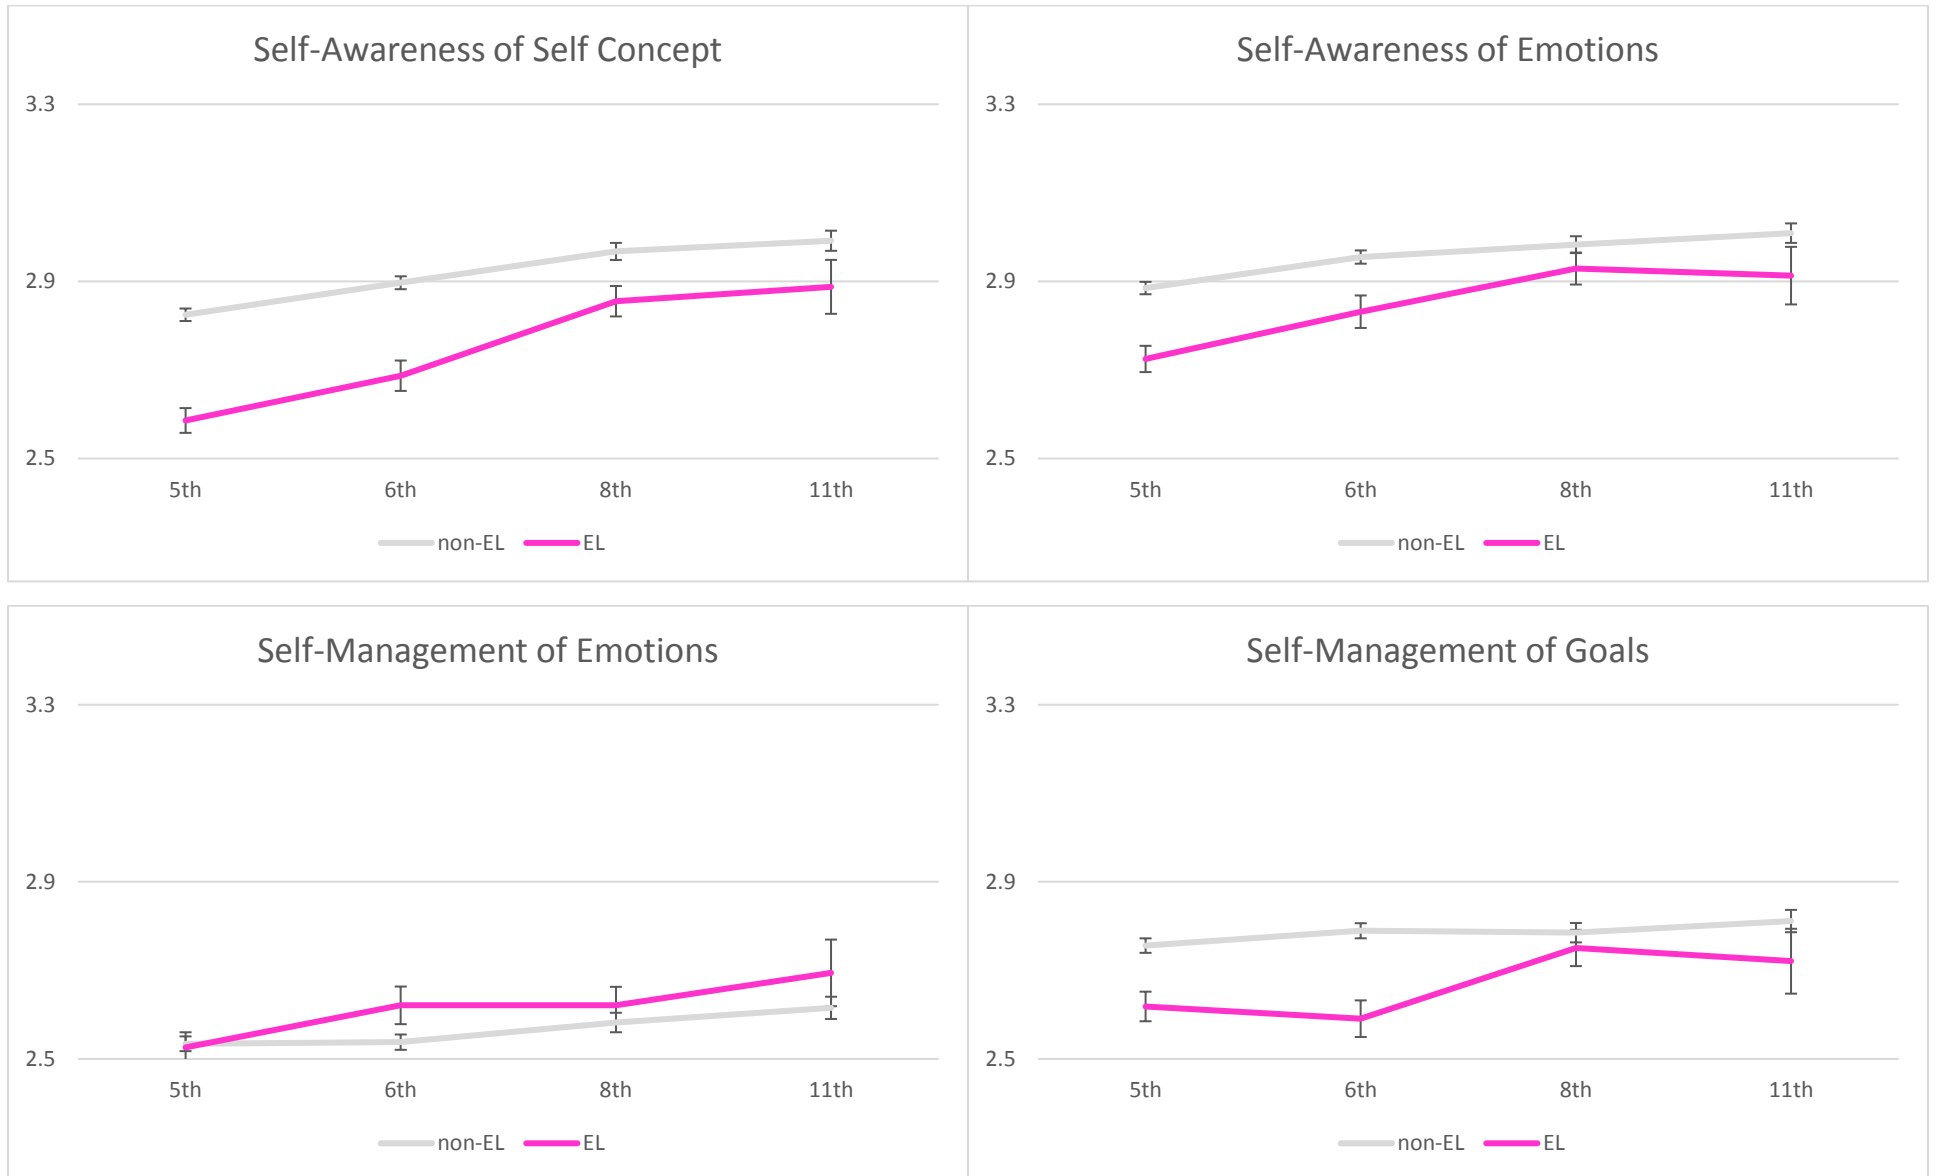 Self-Awareness of Self Concept
3.3
2.9
2.5
5th 6th 8th 11th
non-EL EL
Self-Awareness of Emotions
3.3
2.9
2.5
5th 6th 8th 11th
non-EL EL
Self-Management of Emotions
3.3
2.9
2.5
5th 6th 8th 11th
non-EL EL
Self-Management of Goals
3.3
2.9
2.5
5th 6th 8th 11th
non-EL EL